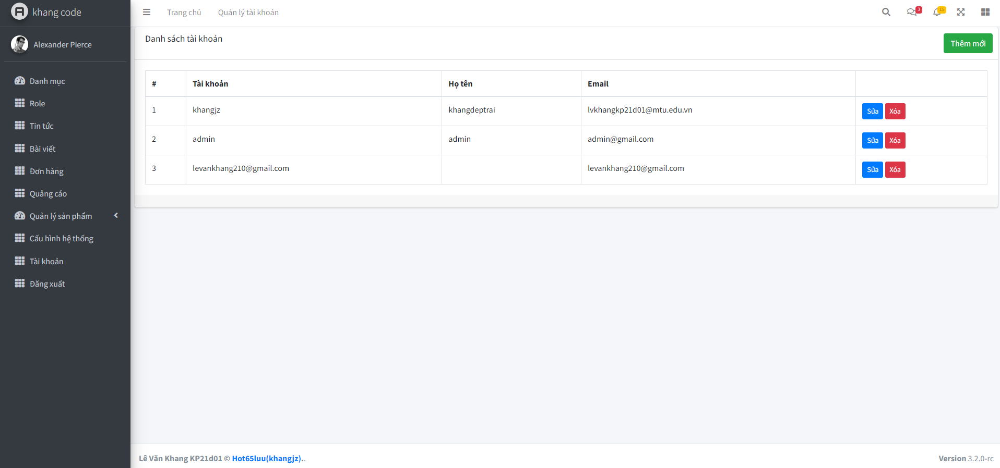 khang code
Trang chủ Quản lý tài khoản 3 15
Alexander Pierce
Danh mục
Role
Tin tức
Bài viết
Đơn hàng
Quảng cáo
Quản lý sản phẩm
Cấu hình hệ thống
Tài khoản
Đăng xuất
Danh sách tài khoản Thêm mới
# Tài khoản Họ tên Email
1 khangjz khangdeptrai lvkhangkp21d01@mtu.edu.vn Sửa Xóa
2 admin admin admin@gmail.com Sửa Xóa
3 levankhang210@gmail.com levankhang210@gmail.com Sửa Xóa
Lê Văn Khang KP21d01 © Hot65luu(khangjz).. Version 3.2.0-rc